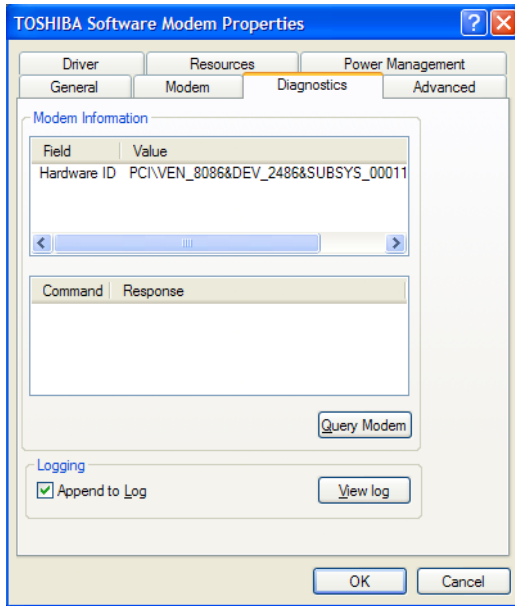 TOSHIBA Software Modem Properties
Driver Resources Power Management
General Modem Diagnostics Advanced
Modem Information
Field Value
Hardware ID PCI\VEN_8086&DEV_2486&SUBSYS_00011
Command Response
Query Modem
Logging
Append to Log View log
OK Cancel